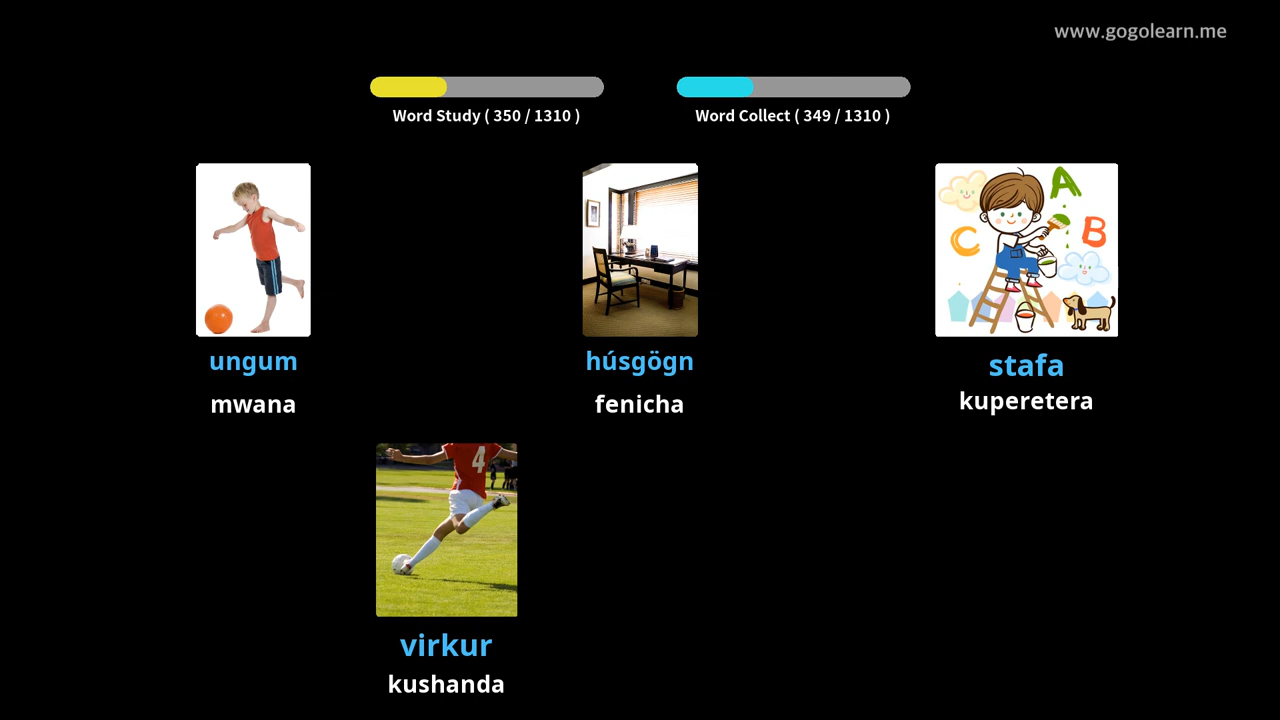 www.gogolearn.me
Word Study ( 350 / 1310 )
Word Collect ( 349 / 1310 )
A
B
C
ungum
húsgögn
stafa
mwana
fenicha
kuperetera
4
virkur
kushanda